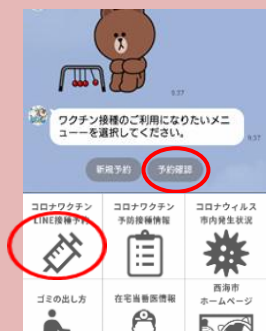 9:37
ワクチン接種のご利用になりたいメニ
ューーを選択してください。
9:37
新規予約
予約確認
コロナワクチン
LINE接種予約
コロナワクチン
予防接種情報
コロナウィルス
市内発生状況
ゴミの出し方
在宅当番医情報
西海市
ホームページ